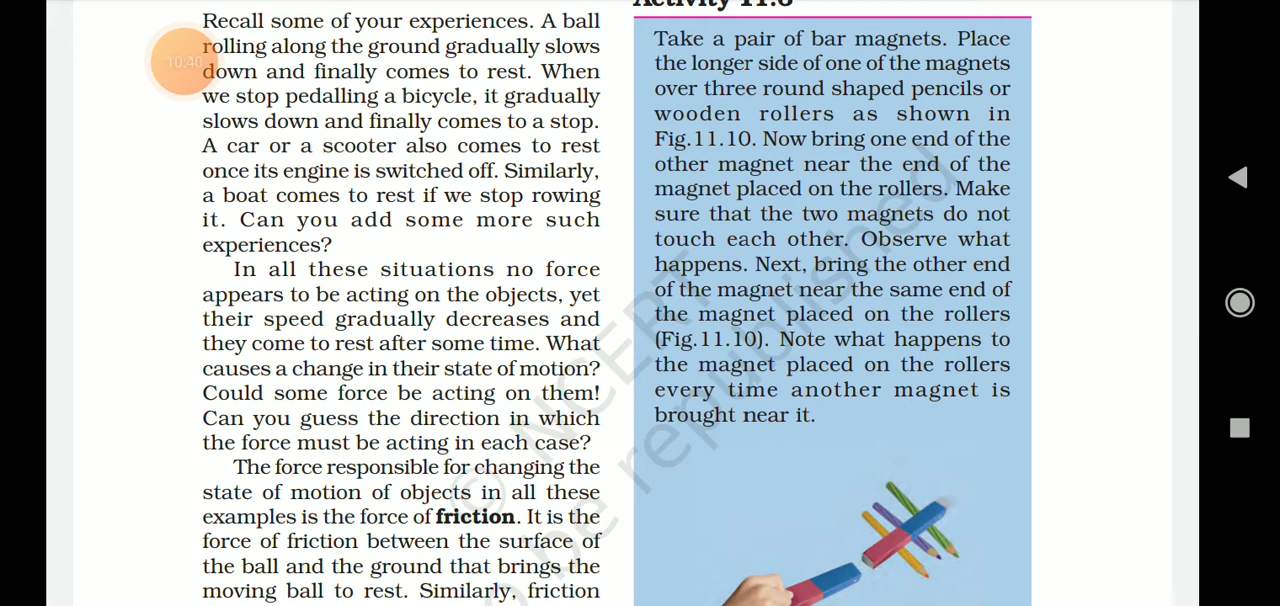 Recall some of your experiences. A ball
rolling along the ground gradually slows
down and finally comes to rest. When
we stop pedalling a bicycle, it gradually
slows down and finally comes to a stop.
A car or a scooter also comes to rest
once its engine is switched off. Similarly,
a boat comes to rest if we stop rowing
it. Can you add some more such
experiences?
In all these situations no force
appears to be acting on the objects, yet
their speed gradually decreases and
they come to rest after some time. What
causes a change in their state of motion?
Could some force be acting on them!
Can you guess the direction in which
the force must be acting in each case?
The force responsible for changing the
state of motion of objects in all these
examples is the force of friction. It is the
force of friction between the surface of
the ball and the ground that brings the
moving ball to rest. Similarly, friction
10:40
Activity 11.6
Take a pair of bar magnets. Place
the longer side of one of the magnets
over three round shaped pencils or
wooden rollers as shown in
Fig.11.10. Now bring one end of the
other magnet near the end of the
magnet placed on the rollers. Make
sure that the two magnets do not
touch each other. Observe what
happens. Next, bring the other end
of the magnet near the same end of
the magnet placed on the rollers
(Fig.11.10). Note what happens to
the magnet placed on the rollers
every time another magnet is
brought near it.
© NCERT
o be republished